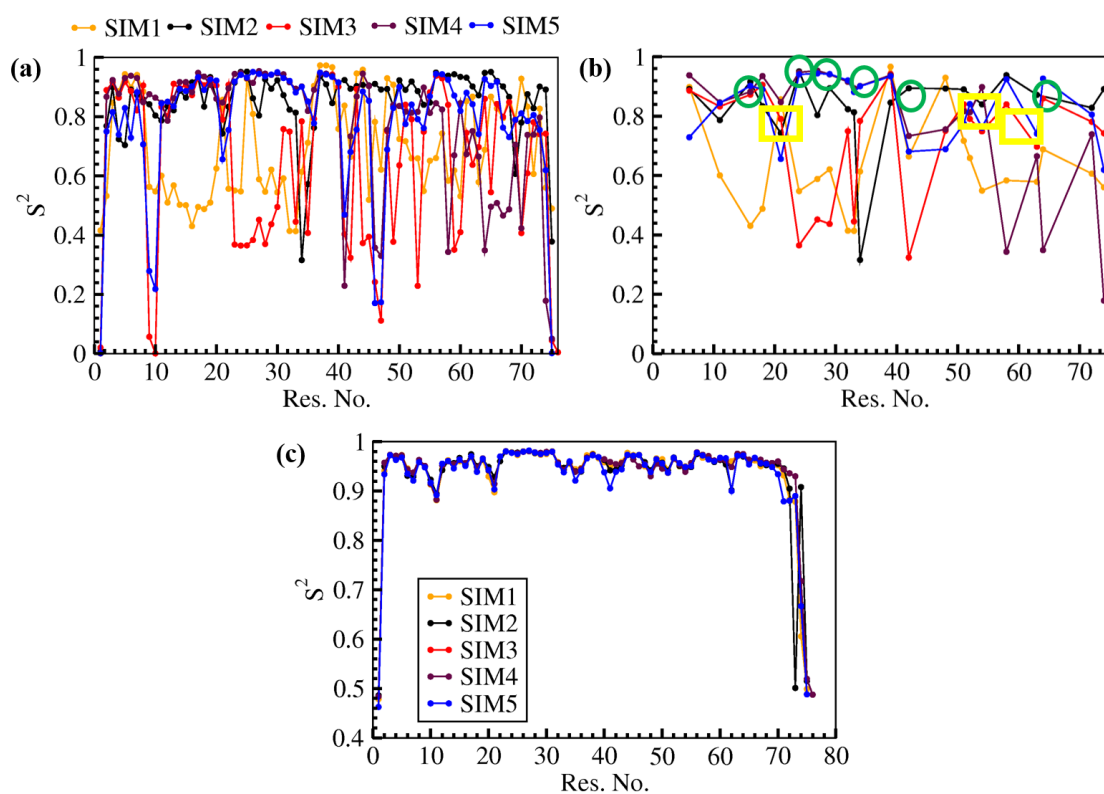 SIM1 SIM2 SIM3 SIM4 SIM5
(a)
1
0.8
0.6
0.4
0.2
0
S²
0 10 20 30 40 50 60 70
Res. No.
(b)
1
0.8
0.6
0.4
0.2
0
S²
0 10 20 30 40 50 60 70
Res. No.
(c)
1
0.9
0.8
0.7
0.6
0.5
0.4
S²
SIM1
SIM2
SIM3
SIM4
SIM5
0 10 20 30 40 50 60 70 80
Res. No.